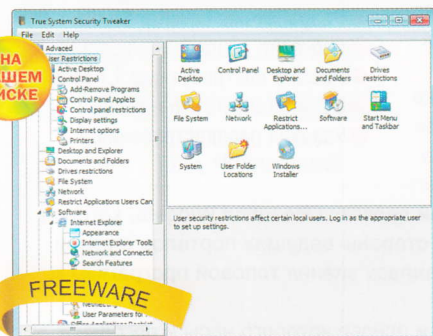 True System Security Tweaker
File Edit Help
НА
ШЕМ
ИСКЕ
Advaced
User Restrictions
Active Desktop
Control Panel
Add-Remove Programs
Control Panel Applets
Control panel restrictions
Display settings
Internet options
Printers
Desktop and Explorer
Documents and Folders
Drives restrictions
File System
Network
Restrict Applications Users Can
Software
Internet Explorer
Appearance
Internet Explorer Toolb
Network and Connectio
Search Features
FREEWARE
User Parameters for
Active Desktop
Control Panel
Desktop and Explorer
Documents and Folders
Drives restrictions
File System
Network
Restrict Applications...
Software
Start Menu and Taskbar
System
User Folder Locations
Windows Installer
User security restrictions affect certain local users. Log in as the appropriate user
to set up settings.